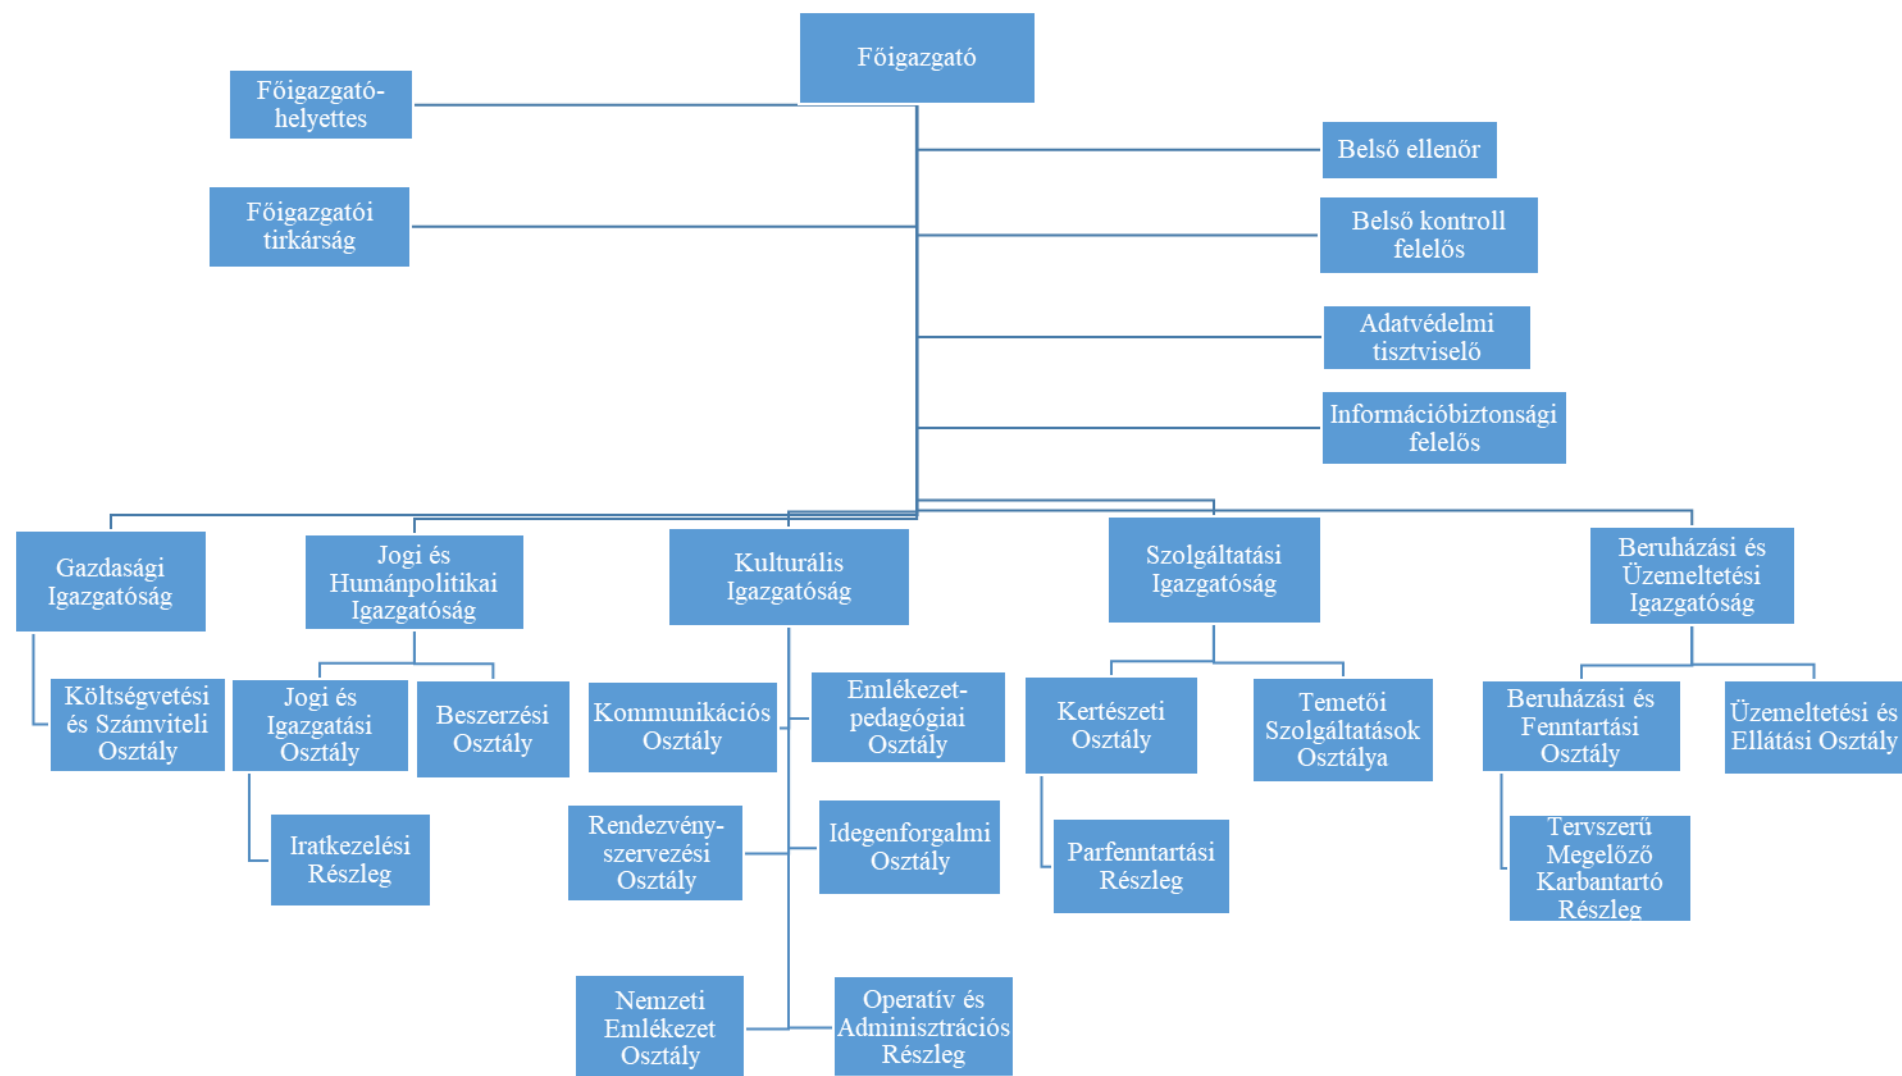 Főigazgató
Főigazgató-
helyettes
Belső ellenőr
Főigazgatói
tirkárság
Belső kontroll
felelős
Adatvédelmi
tisztviselő
Információbiztonsági
felelős
Gazdasági
Igazgatóság
Jogi és
Humánpolitikai
Igazgatóság
Kulturális
Igazgatóság
Szolgáltatási
Igazgatóság
Beruházási és
Üzemeltetési
Igazgatóság
Költségvetési
és Számviteli
Osztály
Jogi és
Igazgatási
Osztály
Beszerzési
Osztály
Kommunikációs
Osztály
Emlékezet-
pedagógiai
Osztály
Kertészeti
Osztály
Temetői
Szolgáltatások
Osztálya
Beruházási és
Fenntartási
Osztály
Üzemeltetési és
Ellátási Osztály
Iratkezelési
Részleg
Rendezvény-
szervezési
Osztály
Idegenforgalmi
Osztály
Parfenntartási
Részleg
Tervszerű
Megelőző
Karbantartó
Részleg
Nemzeti
Emlékezet
Osztály
Operatív és
Adminisztrációs
Részleg